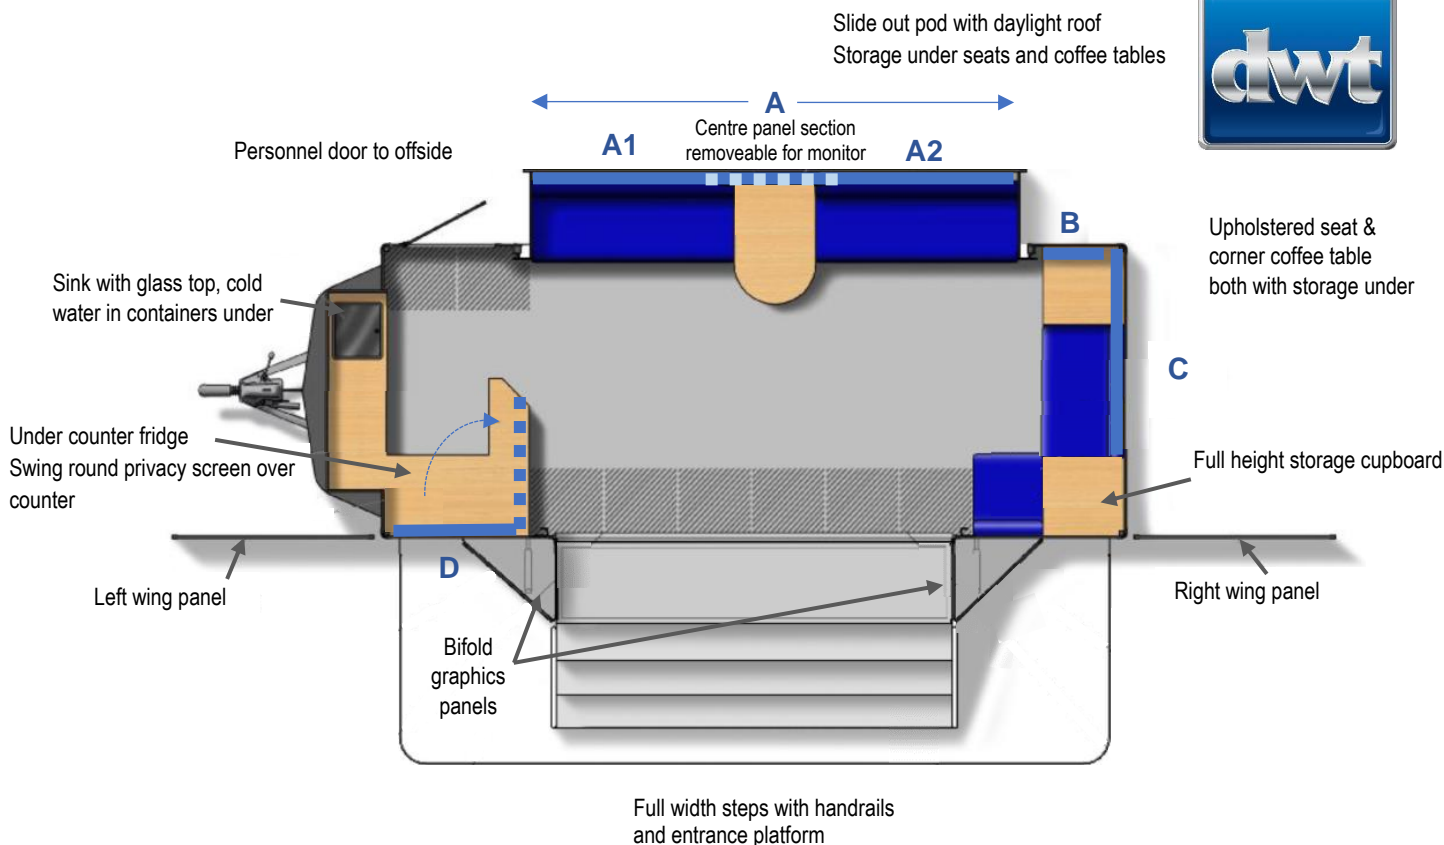 Slide out pod with daylight roof
Storage under seats and coffee tables
dwt
A
Centre panel section
removeable for monitor
A1
A2
Personnel door to offside
B
Upholstered seat &
corner coffee table
both with storage under
Sink with glass top, cold
water in containers under
C
Under counter fridge
Swing round privacy screen over
counter
Full height storage cupboard
D
Left wing panel
Right wing panel
Bifold
graphics
panels
Full width steps with handrails
and entrance platform